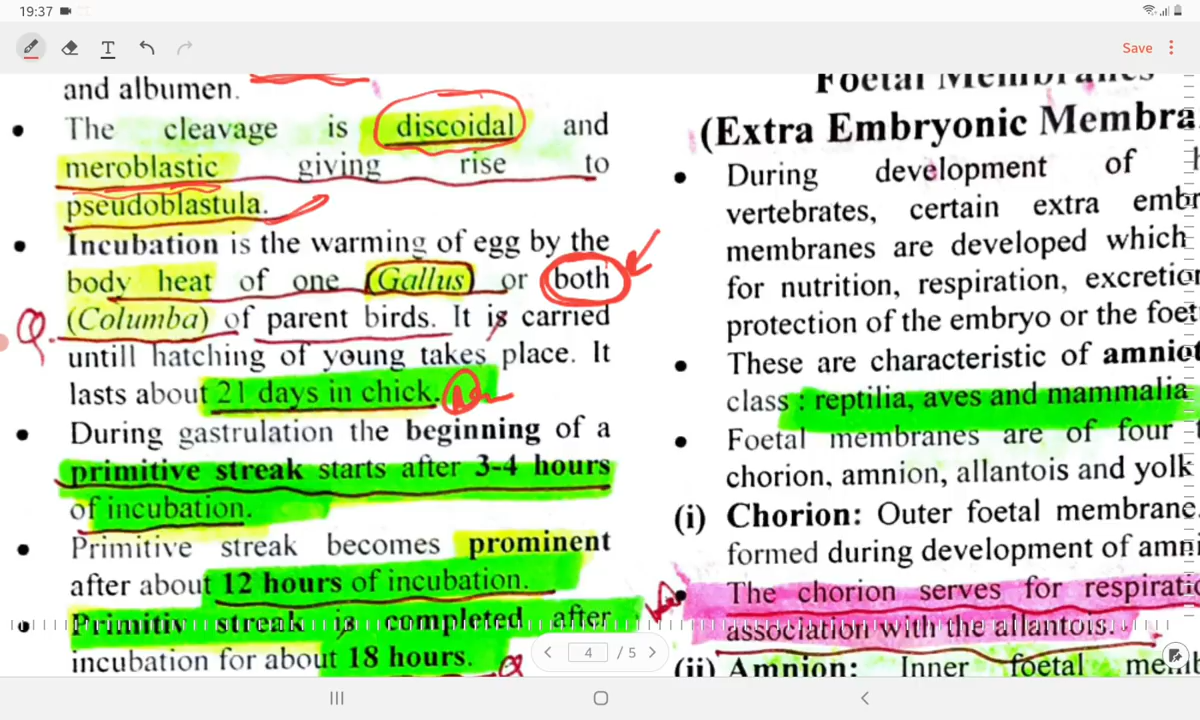 19:37
Save
and albumen.
• The cleavage is discoidal and
meroblastic giving rise to
pseudoblastula.
• Incubation is the warming of egg by the
body heat of one (Gallus) or both
Q. (Columba) of parent birds. It is carried
untill hatching of young takes place. It
lasts about 21 days in chick.
• During gastrulation the beginning of a
primitive streak starts after 3-4 hours
of incubation.
• Primitive streak becomes prominent
after about 12 hours of incubation.
• Primitiv streak is completed after
incubation for about 18 hours.
Foetal Membranes
(Extra Embryonic Membra
• During development of
vertebrates, certain extra embr
membranes are developed which
for nutrition, respiration, excretion
protection of the embryo or the foet
• These are characteristic of amniot
class : reptilia, aves and mammalia
• Foetal membranes are of four
chorion, amnion, allantois and yolk
(i) Chorion: Outer foetal membrane.
formed during development of amni
• The chorion serves for respiratio
association with the allantois.
(ii) Amnion: Inner foetal memb
4 / 5